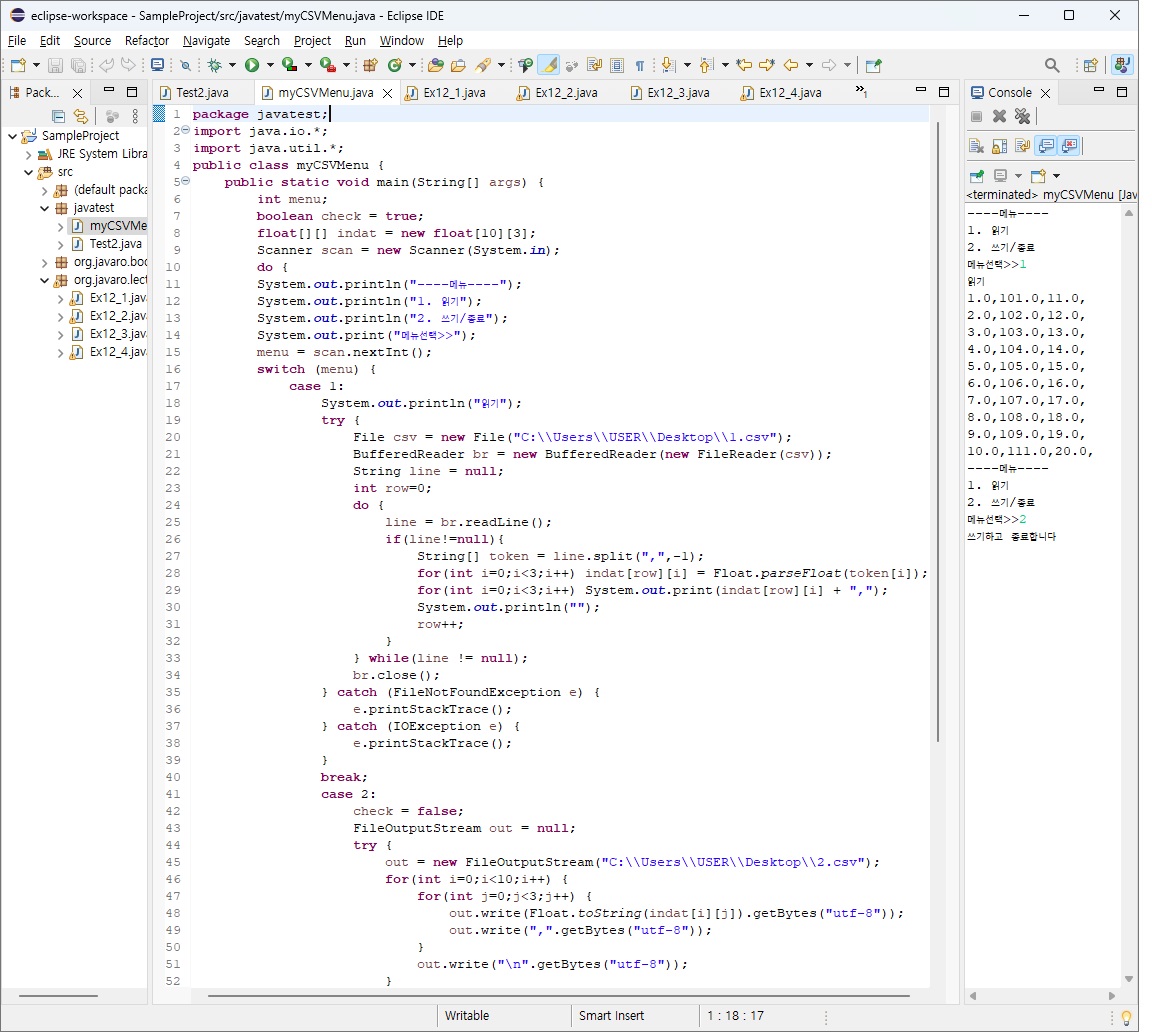 eclipse-workspace - SampleProject/src/javatest/myCSVMenu.java - Eclipse IDE
File Edit Source Refactor Navigate Search Project Run Window Help
Pack...
SampleProject
JRE System Libra
src
(default packa
javatest
myCSVMe
Test2.java
org.javaro.boo
org.javaro.lect
Ex12_1.java
Ex12_2.java
Ex12_3.java
Ex12_4.java
Test2.java myCSVMenu.java Ex12_1.java Ex12_2.java Ex12_3.java Ex12_4.java »1
1 package javatest;
2 import java.io.*;
3 import java.util.*;
4 public class myCSVMenu {
5 public static void main(String[] args) {
6 int menu;
7 boolean check = true;
8 float[][] indat = new float[10][3];
9 Scanner scan = new Scanner(System.in);
10 do {
11 System.out.println("----메뉴----");
12 System.out.println("1. 읽기");
13 System.out.println("2. 쓰기/종료");
14 System.out.print("메뉴선택>>");
15 menu = scan.nextInt();
16 switch (menu) {
17 case 1:
18 System.out.println("읽기");
19 try {
20 File csv = new File("C:\\Users\\USER\\Desktop\\1.csv");
21 BufferedReader br = new BufferedReader(new FileReader(csv));
22 String line = null;
23 int row=0;
24 do {
25 line = br.readLine();
26 if(line!=null){
27 String[] token = line.split(",",-1);
28 for(int i=0;i<3;i++) indat[row][i] = Float.parseFloat(token[i]);
29 for(int i=0;i<3;i++) System.out.print(indat[row][i] + ",");
30 System.out.println("");
31 row++;
32 }
33 } while(line != null);
34 br.close();
35 } catch (FileNotFoundException e) {
36 e.printStackTrace();
37 } catch (IOException e) {
38 e.printStackTrace();
39 }
40 break;
41 case 2:
42 check = false;
43 FileOutputStream out = null;
44 try {
45 out = new FileOutputStream("C:\\Users\\USER\\Desktop\\2.csv");
46 for(int i=0;i<10;i++) {
47 for(int j=0;j<3;j++) {
48 out.write(Float.toString(indat[i][j]).getBytes("utf-8"));
49 out.write(",".getBytes("utf-8"));
50 }
51 out.write("\n".getBytes("utf-8"));
52 }
Console
<terminated> myCSVMenu [Jav
----메뉴----
1. 읽기
2. 쓰기/종료
메뉴선택>>1
읽기
1.0,101.0,11.0,
2.0,102.0,12.0,
3.0,103.0,13.0,
4.0,104.0,14.0,
5.0,105.0,15.0,
6.0,106.0,16.0,
7.0,107.0,17.0,
8.0,108.0,18.0,
9.0,109.0,19.0,
10.0,111.0,20.0,
----메뉴----
1. 읽기
2. 쓰기/종료
메뉴선택>>2
쓰기하고 종료합니다
Writable Smart Insert 1 : 18 : 17